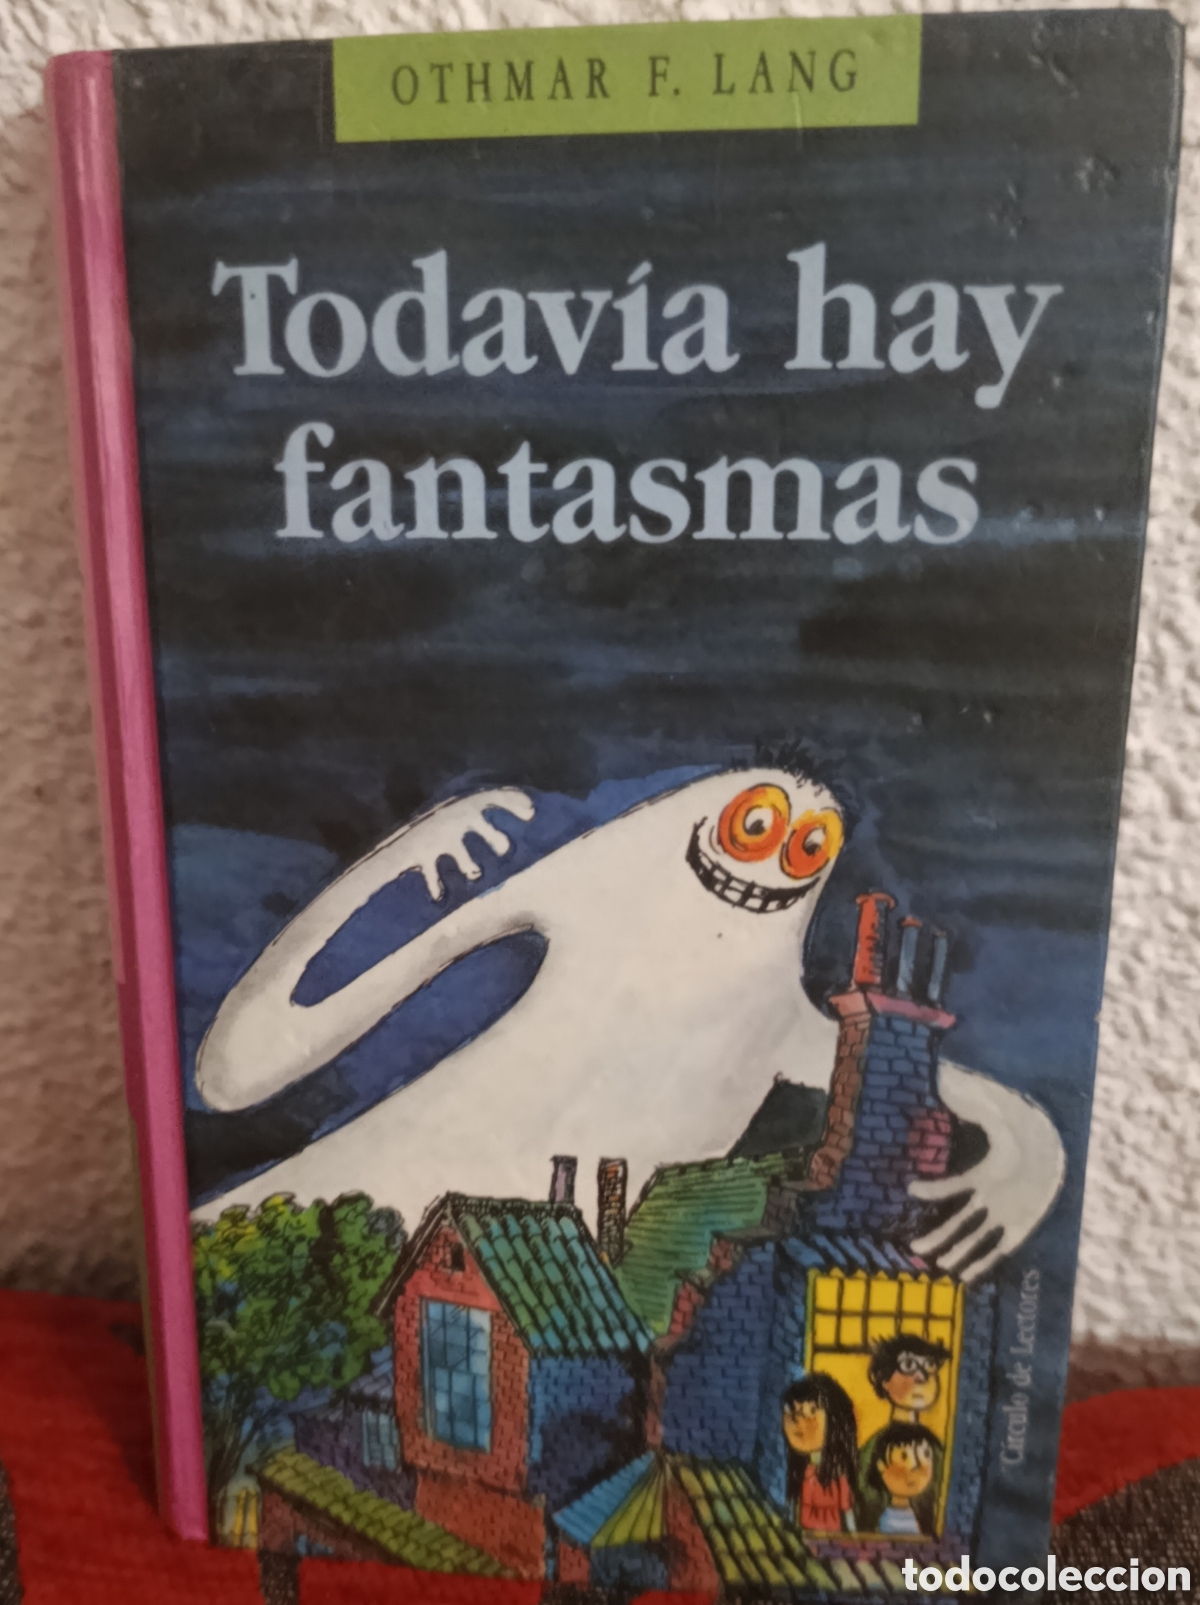 OTHMAR F. LANG
Todavía hay
fantasmas
Círculo de Lectores
todocoleccion